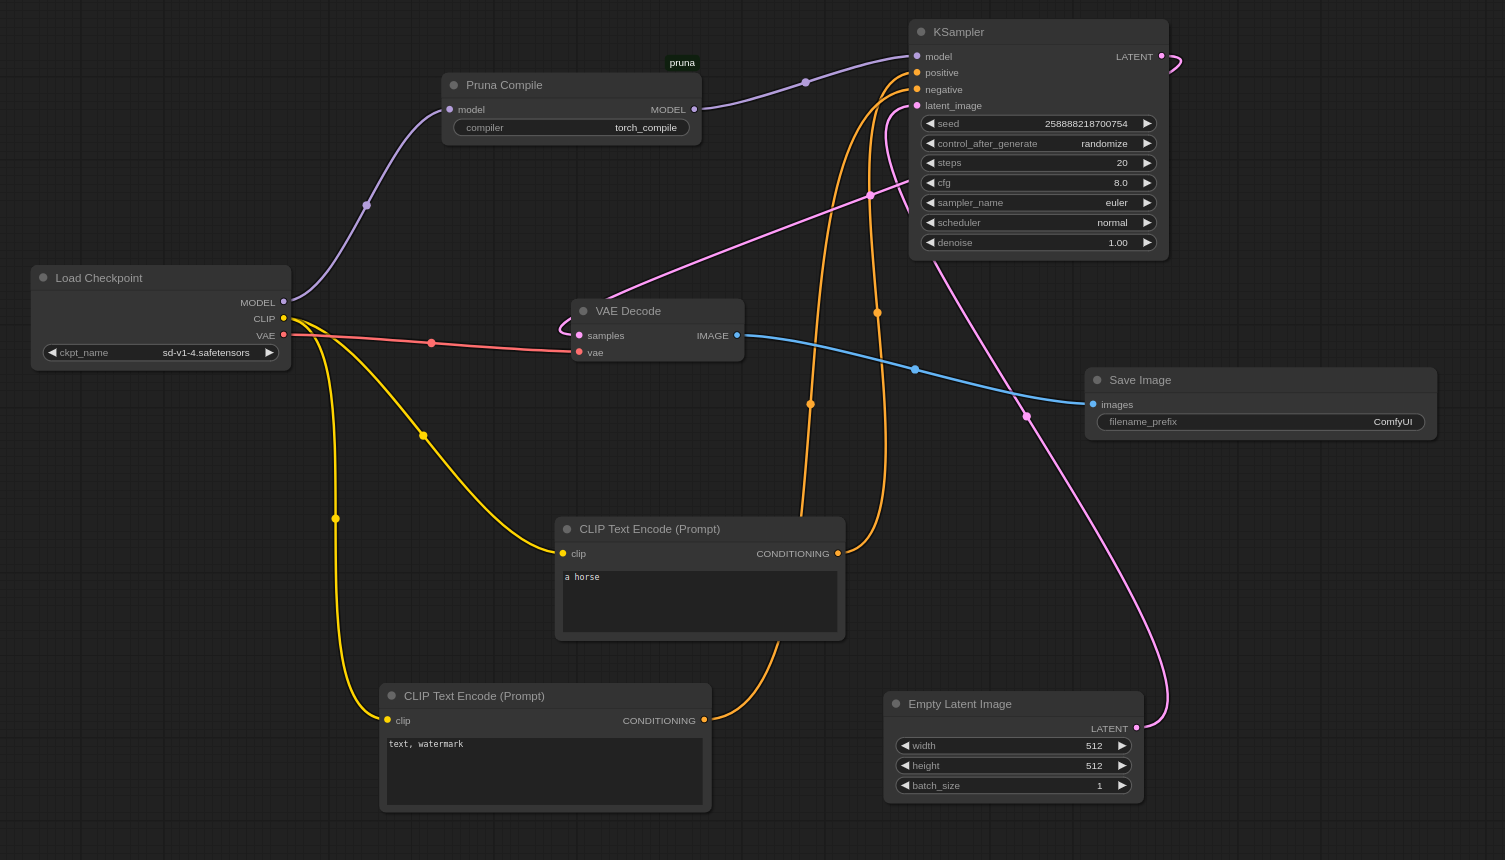 pruna
Pruna Compile
model MODEL
compiler torch_compile
KSampler
model LATENT
positive
negative
latent_image
seed 258888218700754
control_after_generate randomize
steps 20
cfg 8.0
sampler_name euler
scheduler normal
denoise 1.00
Load Checkpoint
MODEL
CLIP
VAE
ckpt_name sd-v1-4.safetensors
VAE Decode
samples IMAGE
vae
Save Image
images
filename_prefix ComfyUI
CLIP Text Encode (Prompt)
clip CONDITIONING
a horse
CLIP Text Encode (Prompt)
clip CONDITIONING
text, watermark
Empty Latent Image
LATENT
width 512
height 512
batch_size 1